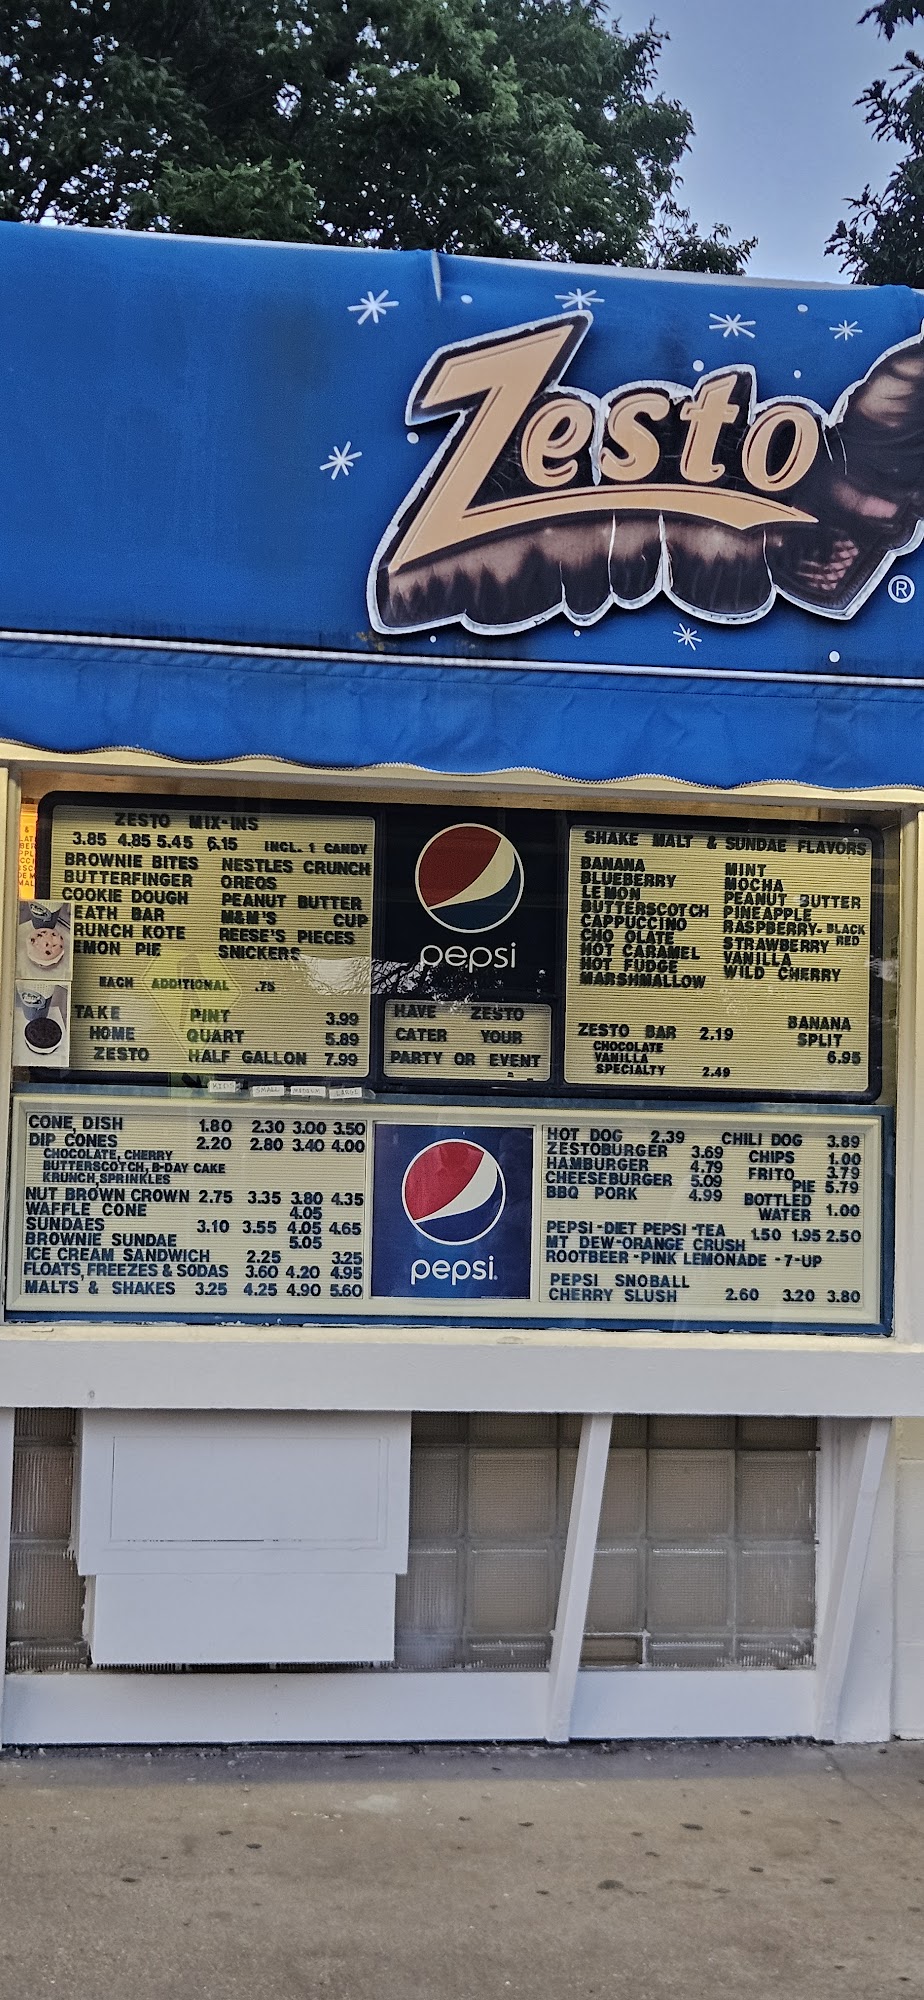 Zesto
®
ZESTO MIX-INS
3.85 4.85 5.45 6.15 INCL. 1 CANDY
BROWNIE BITES NESTLES CRUNCH
BUTTERFINGER OREOS
COOKIE DOUGH PEANUT BUTTER
EATH BAR M&M'S CUP
RUNCH KOTE REESE'S PIECES
EMON PIE SNICKERS
EACH ADDITIONAL .75
TAKE PINT 3.99
HOME QUART 5.89
ZESTO HALF GALLON 7.99
pepsi
HAVE ZESTO
CATER YOUR
PARTY OR EVENT
SHAKE MALT & SUNDAE FLAVORS
BANANA MINT
BLUEBERRY MOCHA
LEMON PEANUT BUTTER
BUTTERSCOTCH PINEAPPLE
CAPPUCCINO RASPBERRY- BLACK RED
CHO OLATE STRAWBERRY
HOT CARAMEL VANILLA
HOT FUDGE WILD CHERRY
MARSHMALLOW
ZESTO BAR 2.19
CHOCOLATE
VANILLA
SPECIALTY 2.49
BANANA
SPLIT
6.95
KIDS SMALL MEDIUM LARGE
CONE, DISH 1.80 2.30 3.00 3.50
DIP CONES 2.20 2.80 3.40 4.00
CHOCOLATE, CHERRY
BUTTERSCOTCH, B-DAY CAKE
KRUNCH, SPRINKLES
NUT BROWN CROWN 2.75 3.35 3.80 4.35
WAFFLE CONE 4.05
SUNDAES 3.10 3.55 4.05 4.65
BROWNIE SUNDAE 5.05
ICE CREAM SANDWICH 2.25 3.25
FLOATS, FREEZES & SODAS 3.60 4.20 4.95
MALTS & SHAKES 3.25 4.25 4.90 5.60
pepsi
HOT DOG 2.39 CHILI DOG 3.89
ZESTOBURGER 3.69 CHIPS 1.00
HAMBURGER 4.79 FRITO 3.79
CHEESEBURGER 5.09 PIE 5.79
BBQ PORK 4.99 BOTTLED
WATER 1.00
PEPSI-DIET PEPSI-TEA 1.50 1.95 2.50
MT DEW-ORANGE CRUSH
ROOTBEER-PINK LEMONADE -7-UP
PEPSI SNOBALL
CHERRY SLUSH 2.60 3.20 3.80